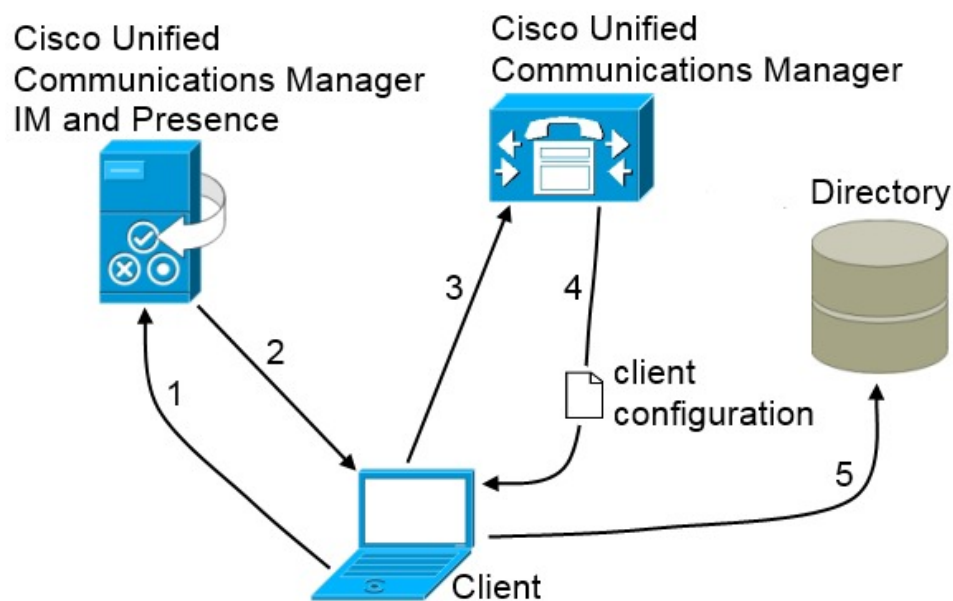 Cisco Unified
Communications Manager
IM and Presence
Cisco Unified
Communications Manager
Directory
3
4
2
1
client
configuration
5
Client